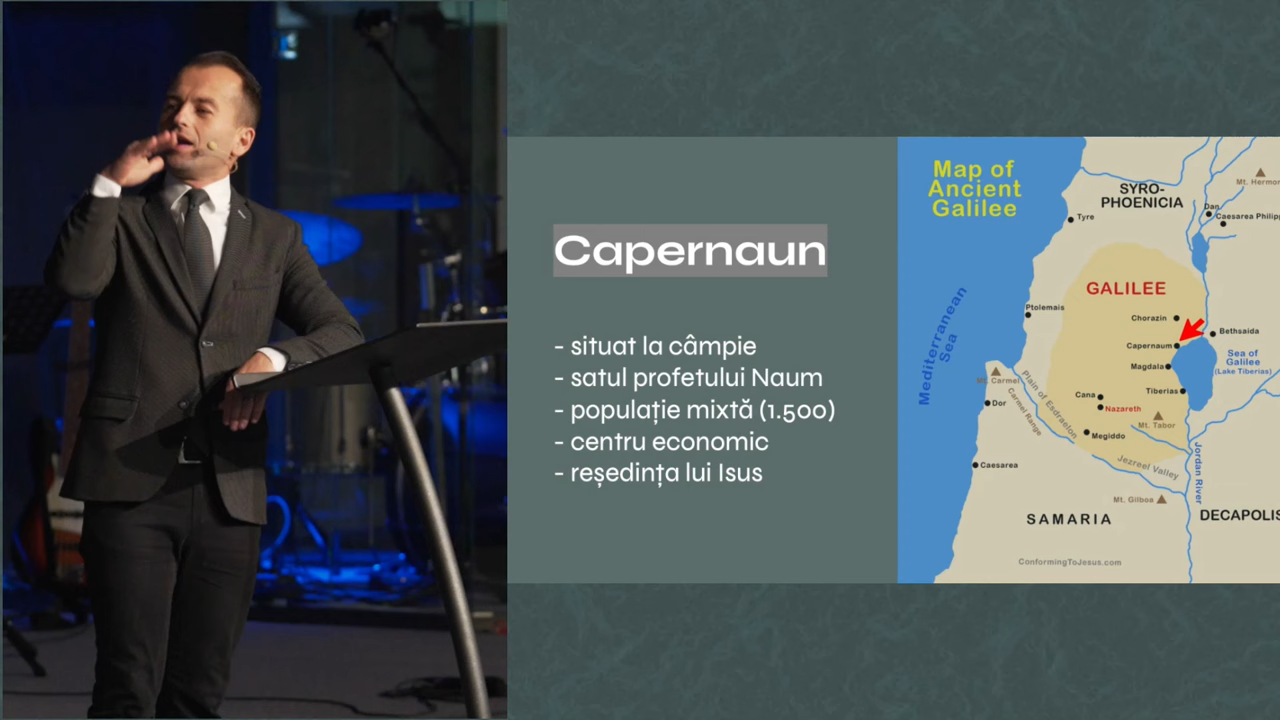 Capernaun
- situat la câmpie
- satul profetului Naum
- populație mixtă (1.500)
- centru economic
- reședința lui Isus
Map of
Ancient
Galilee
SYRO-
PHOENICIA
Mt. Hermon
Dan
Caesarea Philipp
Tyre
GALILEE
Mediterranean
Sea
Ptolemais
Chorazin
Bethsaida
Capernaum
Sea of
Galilee
(Lake Tiberias)
Magdala
Mt. Carmel
Tiberias
Cana
Nazareth
Dor
Carmel Range
Plain of Esdraelon
Mt. Tabor
Megiddo
Caesarea
Jezreel Valley
Jordan River
Mt. Gilboa
SAMARIA
DECAPOLIS
ConformingToJesus.com